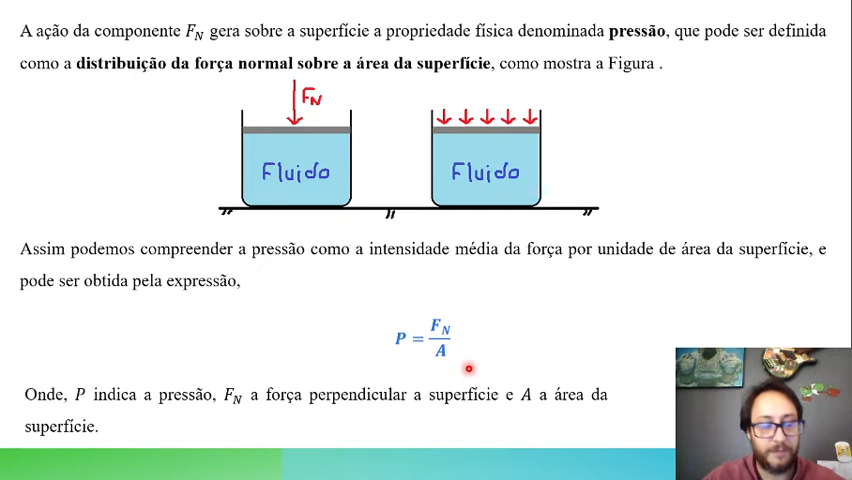 A ação da componente F_N gera sobre a superfície a propriedade física denominada pressão, que pode ser definida
como a distribuição da força normal sobre a área da superfície, como mostra a Figura .
F_N
Fluido Fluido
Assim podemos compreender a pressão como a intensidade média da força por unidade de área da superfície, e
pode ser obtida pela expressão,
P = F_N / A
Onde, P indica a pressão, F_N a força perpendicular a superfície e A a área da
superfície.